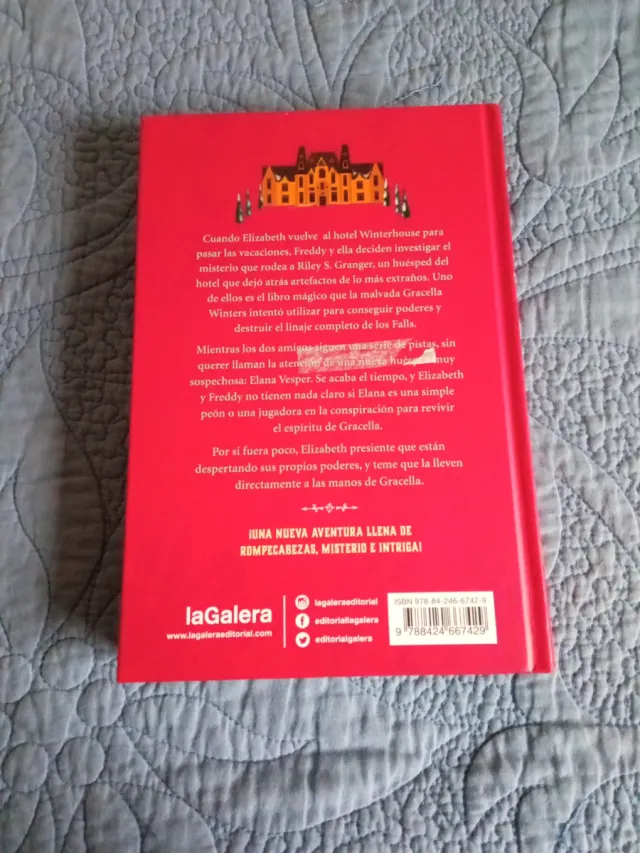 Cuando Elizabeth vuelve al hotel Winterhouse para
pasar las vacaciones, Freddy y ella deciden investigar el
misterio que rodea a Riley S. Granger, un huésped del
hotel que dejó atrás artefactos de lo más extraños. Uno
de ellos es el libro mágico que la malvada Gracella
Winters intentó utilizar para conseguir poderes y
destruir el linaje completo de los Falls.
Mientras los dos amigos siguen una serie de pistas, sin
querer llaman la atención de una nueva huésped muy
sospechosa: Elana Vesper. Se acaba el tiempo, y Elizabeth
y Freddy no tienen nada claro si Elana es una simple
peón o una jugadora en la conspiración para revivir
el espíritu de Gracella.
Por si fuera poco, Elizabeth presiente que están
despertando sus propios poderes, y teme que la lleven
directamente a las manos de Gracella.
¡UNA NUEVA AVENTURA LLENA DE
ROMPECABEZAS, MISTERIO E INTRIGA!
laGalera
www.lagaleraeditorial.com
lagaleraeditorial
editoriallagalera
editorialgalera
ISBN 978-84-246-6742-9
9 788424 667429